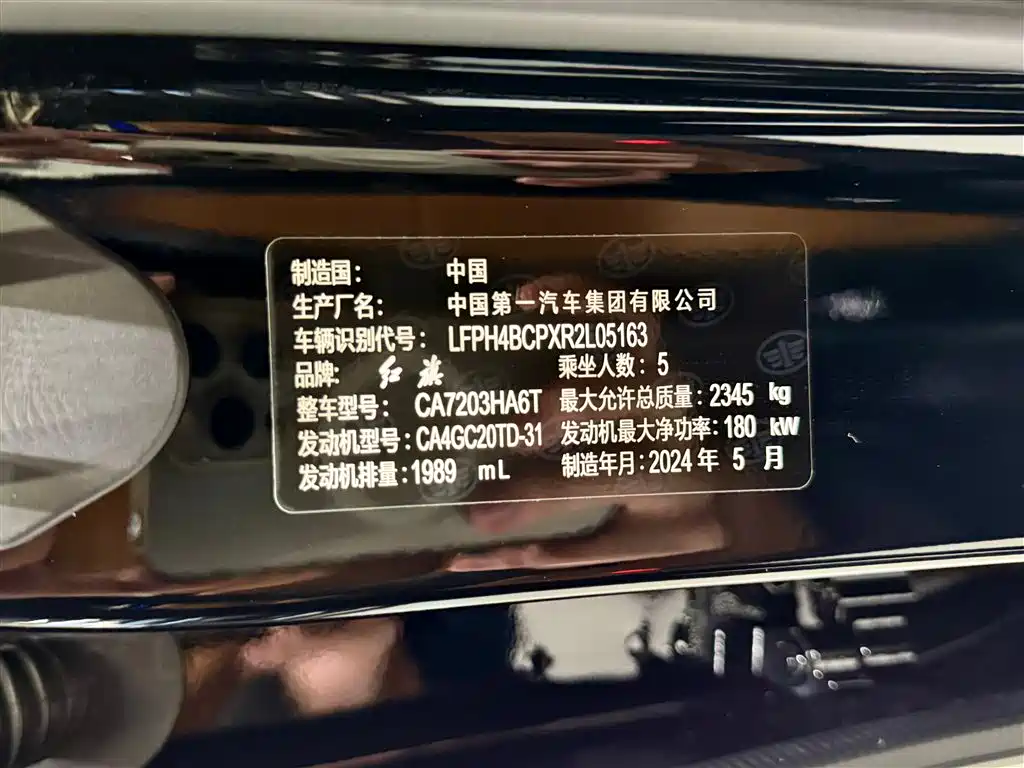 制造国: 中国
生产厂名: 中国第一汽车集团有限公司
车辆识别代号: LFPH4BCPXR2L05163
品牌: 红旗 乘坐人数: 5
整车型号: CA7203HA6T 最大允许总质量: 2345 kg
发动机型号: CA4GC20TD-31 发动机最大净功率: 180 kW
发动机排量: 1989 mL 制造年月: 2024 年 5 月